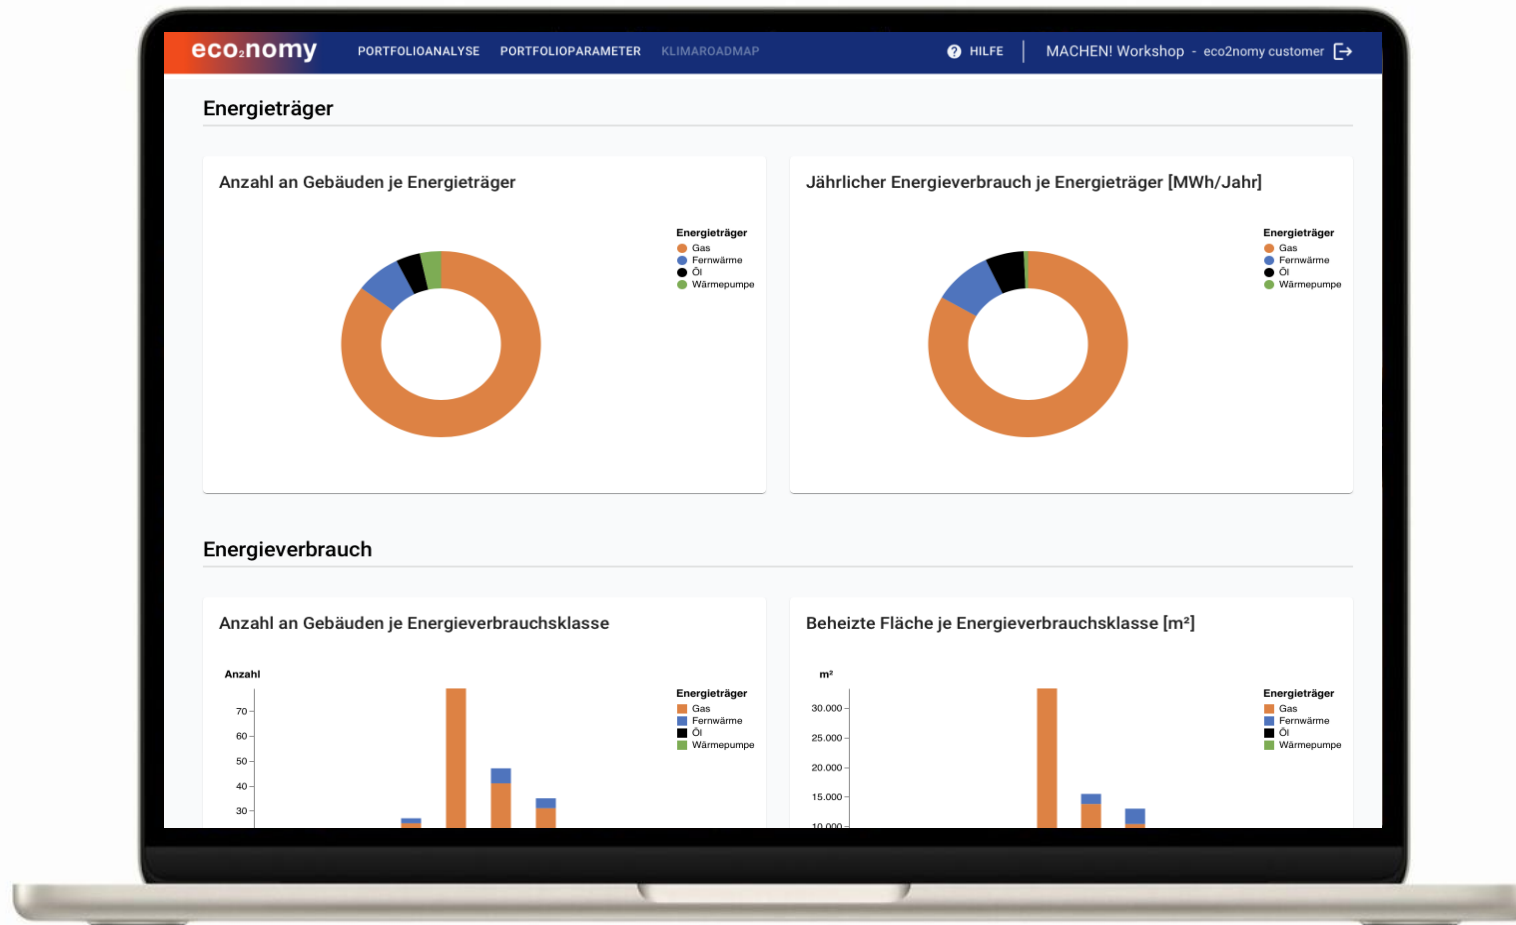 eco2nomy PORTFOLIOANALYSE PORTFOLIOPARAMETER KLIMAROADMAP ? HILFE MACHEN! Workshop - eco2nomy customer
Energieträger
Anzahl an Gebäuden je Energieträger
Energieträger
Gas
Fernwärme
Öl
Wärmepumpe
Jährlicher Energieverbrauch je Energieträger [MWh/Jahr]
Energieträger
Gas
Fernwärme
Öl
Wärmepumpe
Energieverbrauch
Anzahl an Gebäuden je Energieverbrauchsklasse
Anzahl
70
60
50
40
30
Energieträger
Gas
Fernwärme
Öl
Wärmepumpe
Beheizte Fläche je Energieverbrauchsklasse [m²]
m²
30.000
25.000
20.000
15.000
10.000
Energieträger
Gas
Fernwärme
Öl
Wärmepumpe